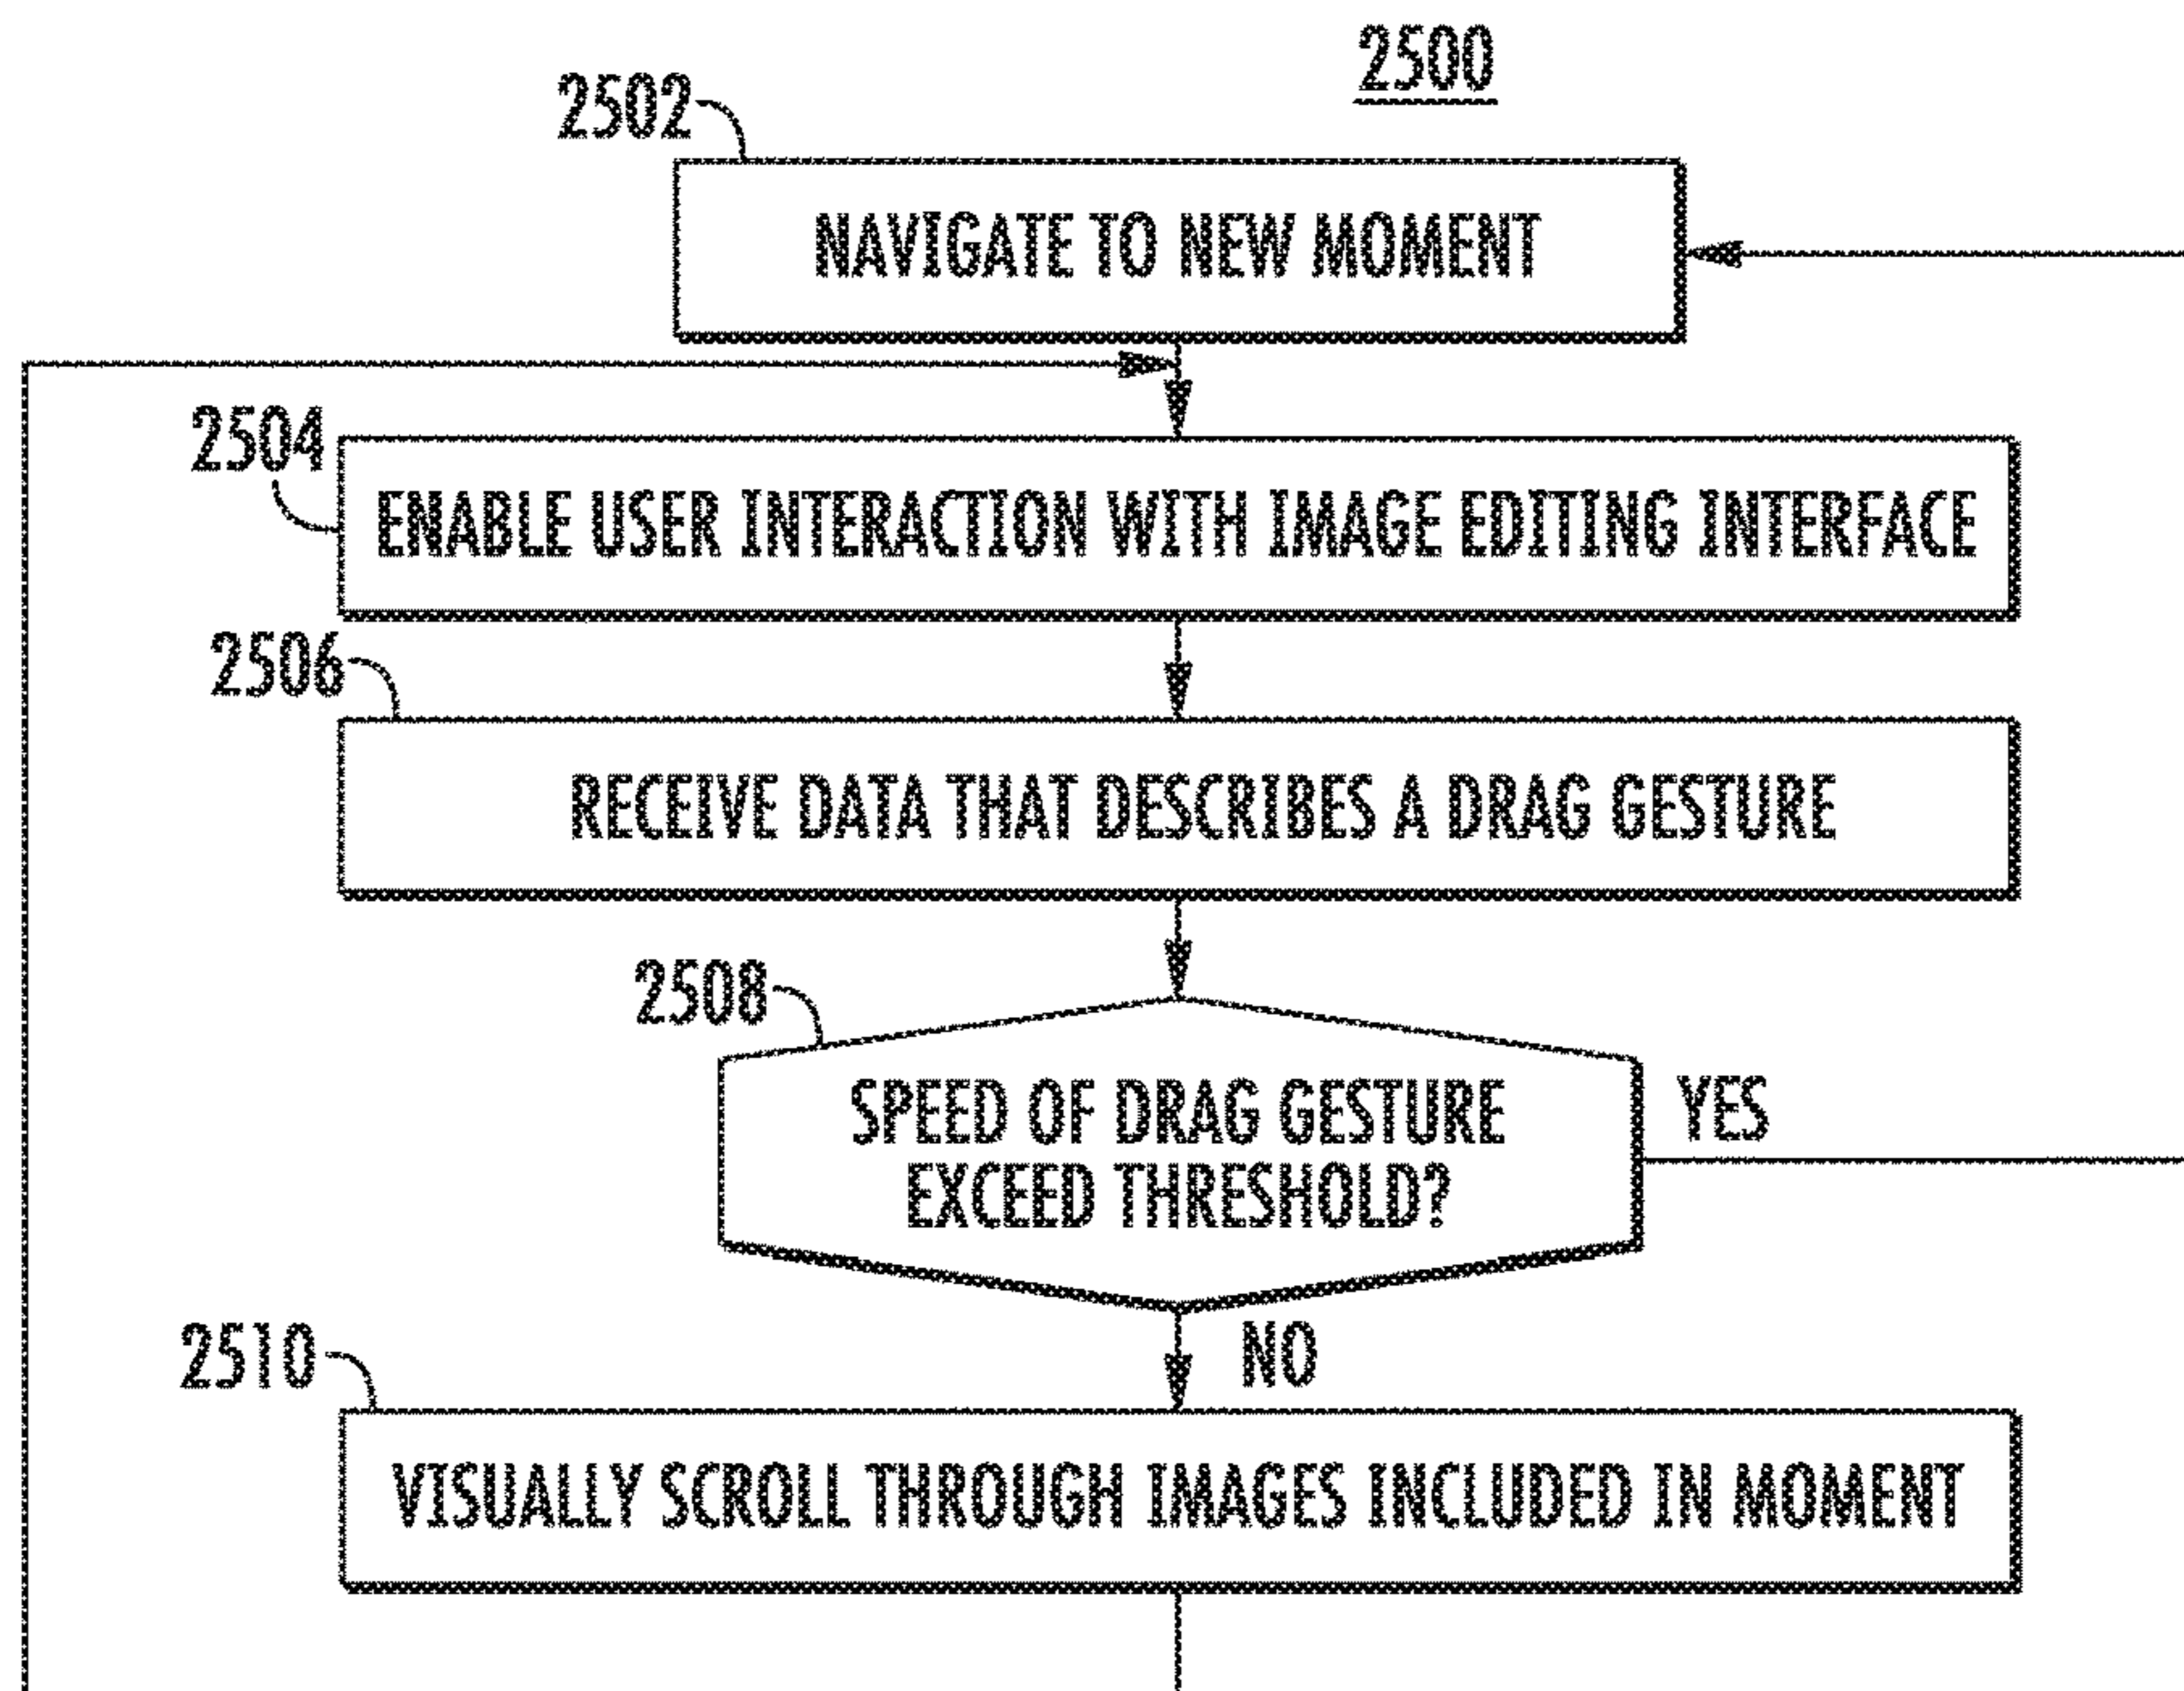 2500
2502
NAVIGATE TO NEW MOMENT
2504
ENABLE USER INTERACTION WITH IMAGE EDITING INTERFACE
2506
RECEIVE DATA THAT DESCRIBES A DRAG GESTURE
2508
SPEED OF DRAG GESTURE
EXCEED THRESHOLD?
YES
NO
2510
VISUALLY SCROLL THROUGH IMAGES INCLUDED IN MOMENT